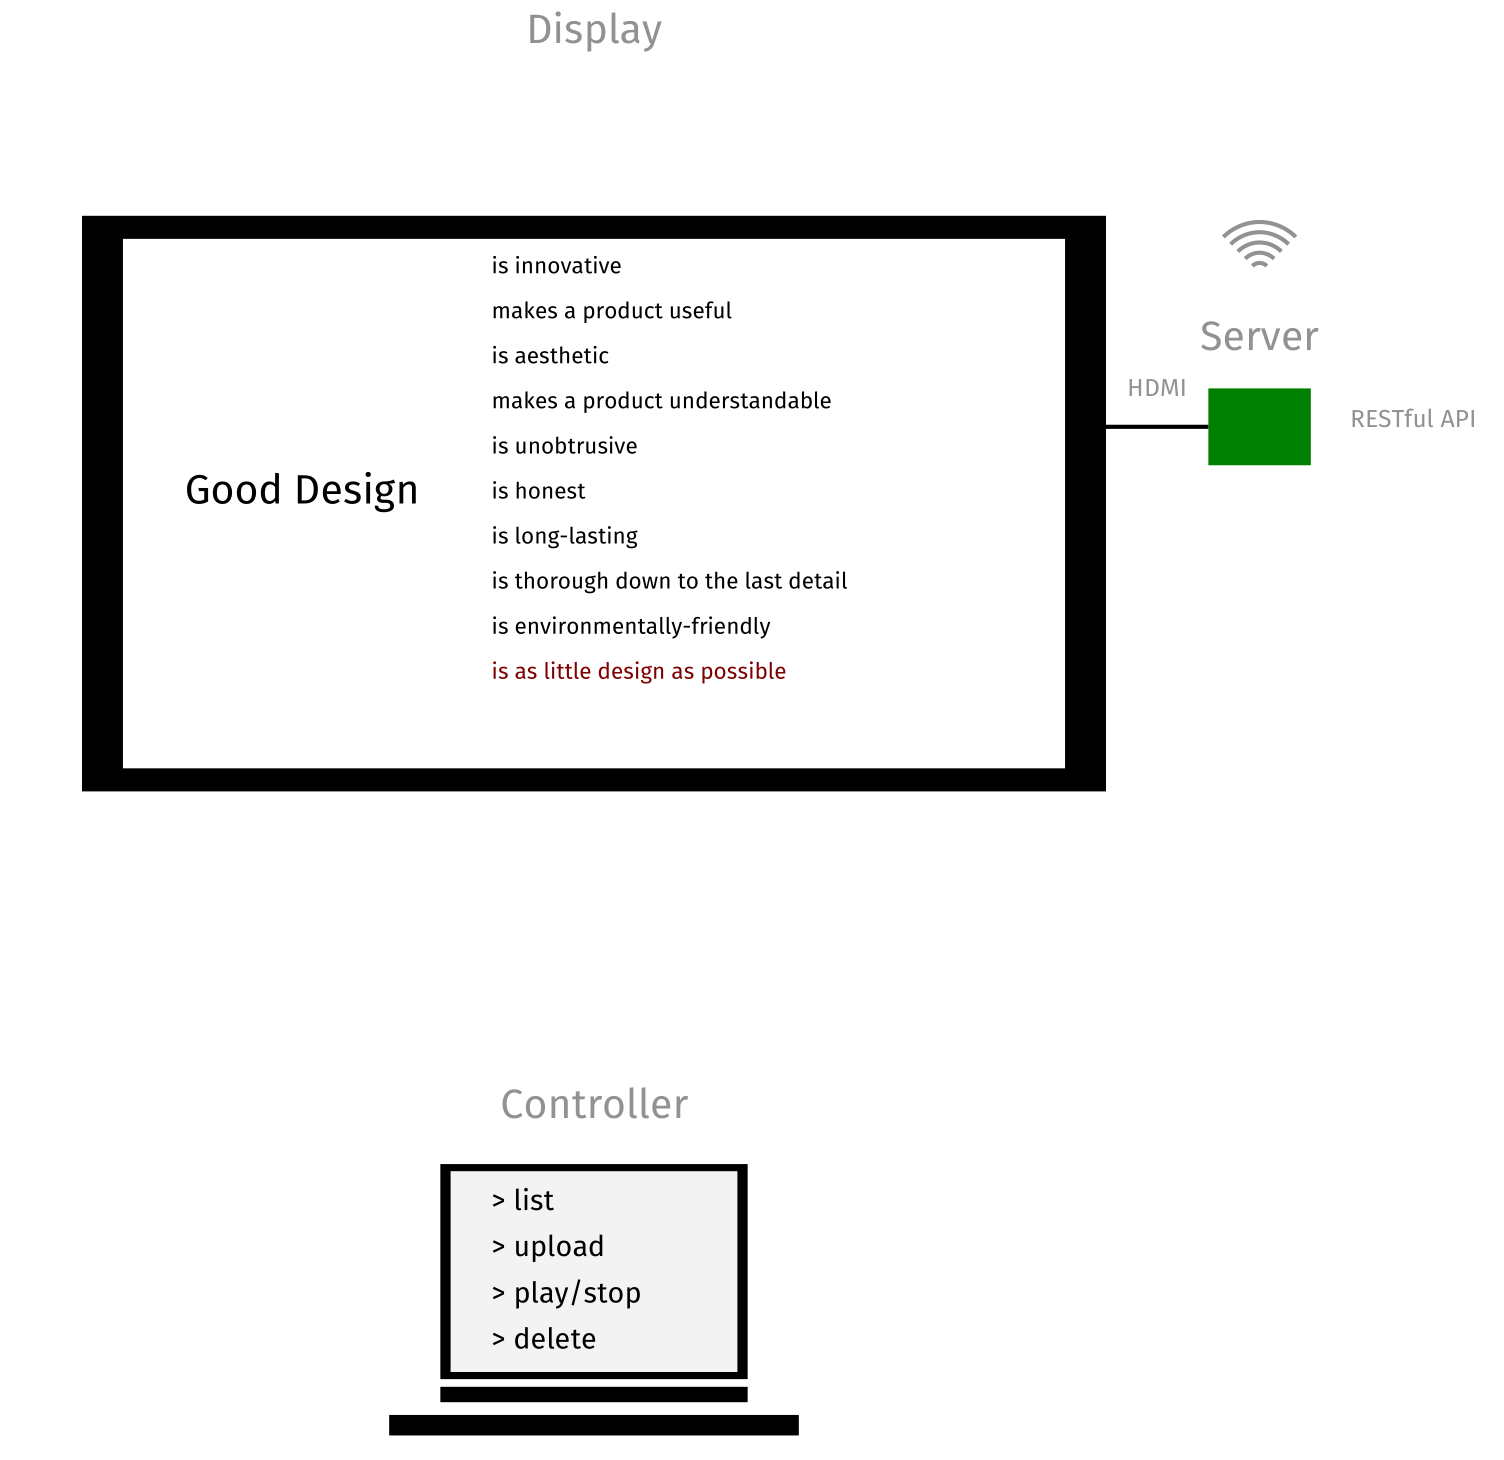 Display
is innovative
makes a product useful
is aesthetic
makes a product understandable
is unobtrusive
Good Design
is honest
is long-lasting
is thorough down to the last detail
is environmentally-friendly
is as little design as possible
Server
HDMI
RESTful API
Controller
> list
> upload
> play/stop
> delete